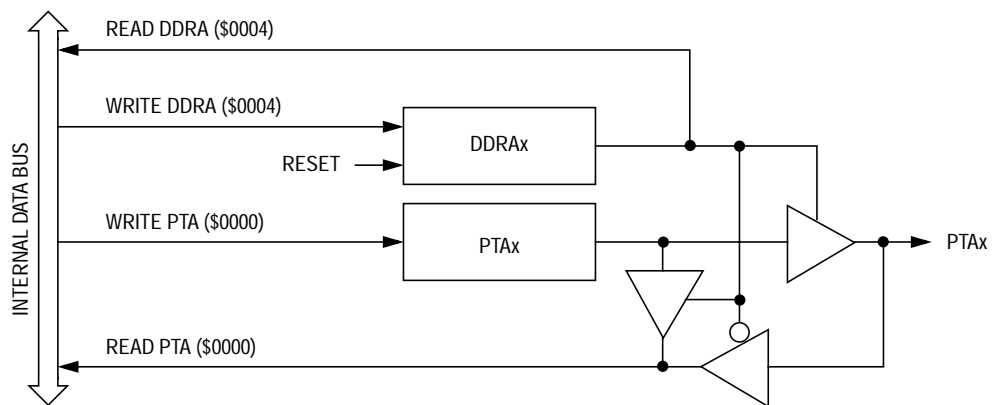 READ DDRA ($0004)
WRITE DDRA ($0004)
DDRAx
RESET
WRITE PTA ($0000)
PTAx
PTAx
READ PTA ($0000)
INTERNAL DATA BUS